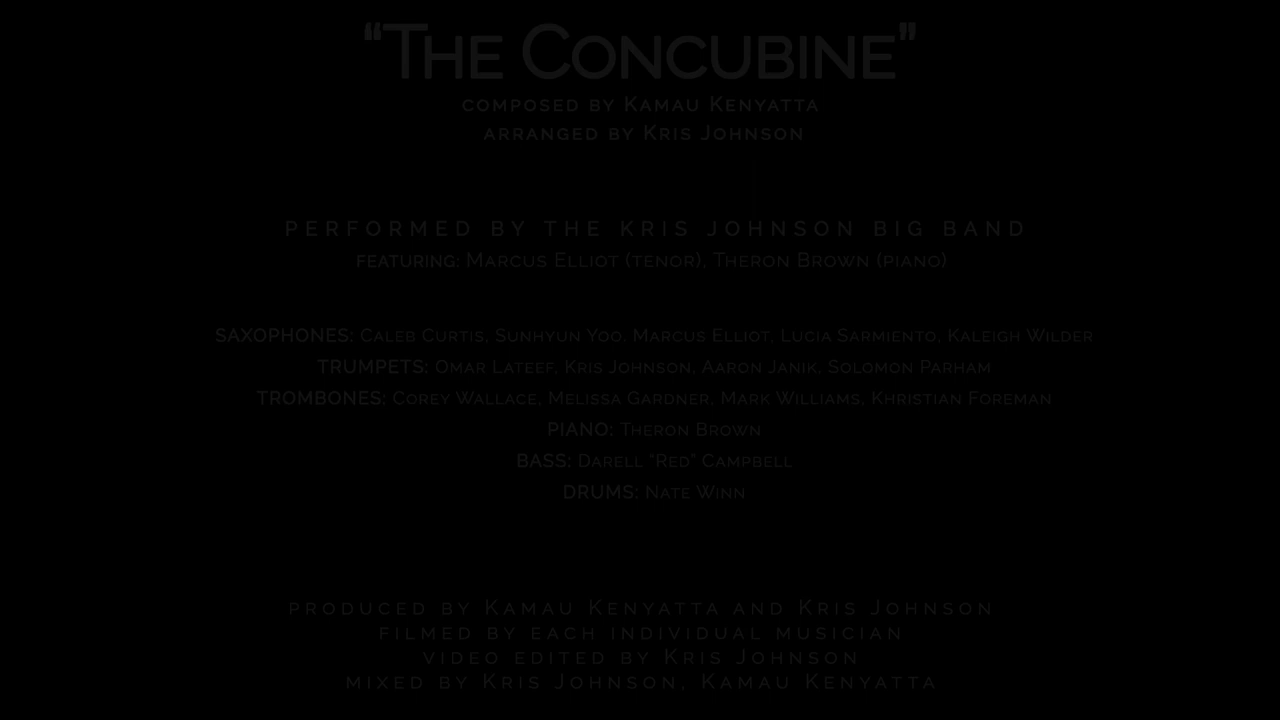 “The Concubine”
composed by Kamau Kenyatta
arranged by Kris Johnson
PERFORMED BY THE KRIS JOHNSON BIG BAND
FEATURING: Marcus Elliot (tenor), Theron Brown (piano)
SAXOPHONES: Caleb Curtis, Sunhyun Yoo, Marcus Elliot, Lucia Sarmiento, Kaleigh Wilder
TRUMPETS: Omar Lateef, Kris Johnson, Aaron Janik, Solomon Parham
TROMBONES: Corey Wallace, Melissa Gardner, Mark Williams, Khristian Foreman
PIANO: Theron Brown
BASS: Darell “Red” Campbell
DRUMS: Nate Winn
produced by Kamau Kenyatta and Kris Johnson
filmed by each individual musician
video edited by Kris Johnson
mixed by Kris Johnson, Kamau Kenyatta